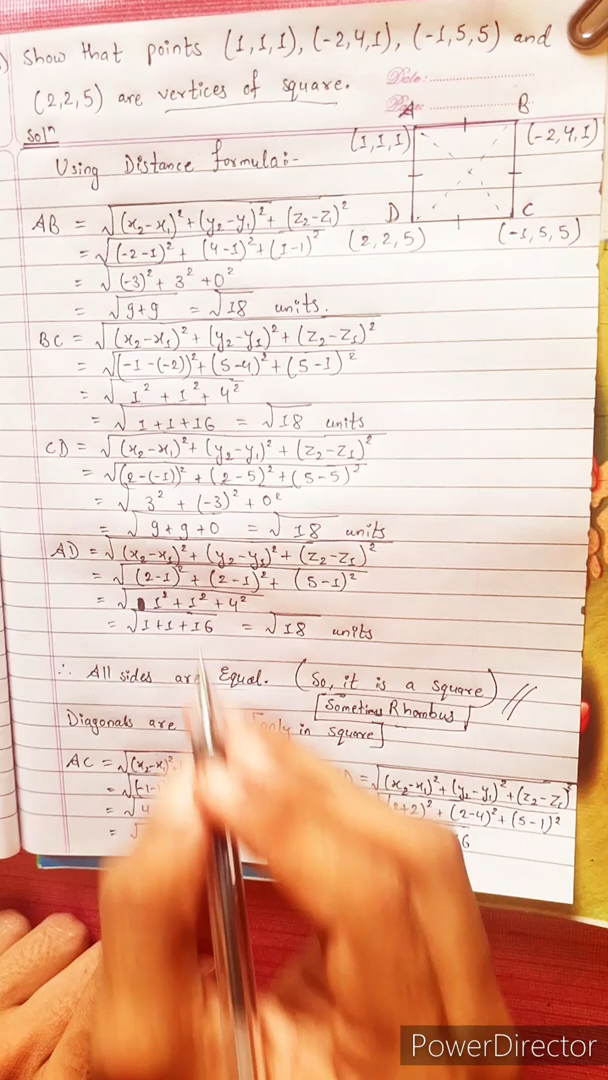 Show that points (1,1,1), (-2,4,1), (-1,5,5) and
(2,2,5) are vertices of square.
Date:
Soln
A B
(1,1,1) (-2,4,1)
Using Distance formula:-
D C
(2,2,5) (-1,5,5)
AB = √(x₂-x₁)²+(y₂-y₁)²+(z₂-z₁)²
= √(-2-1)² + (4-1)²+(1-1)²
= √(-3)² + 3² + 0²
= √9+9 = √18 units.
BC = √(x₂-x₁)²+(y₂-y₁)²+(z₂-z₁)²
= √(-1-(-2))²+(5-4)²+(5-1)²
= √1²+1²+4²
= √1+1+16 = √18 units
CD = √(x₂-x₁)²+(y₂-y₁)²+(z₂-z₁)²
= √(2-(-1))² + (2-5)²+(5-5)²
= √3² + (-3)² + 0²
= √9+9+0 = √18 units
AD = √(x₂-x₁)²+(y₂-y₁)²+(z₂-z₁)²
= √(2-1)²+(2-1)²+(5-1)²
= √1²+1²+4²
= √1+1+16 = √18 units
∴ All sides are Equal. (So, it is a square)//
Sometimes Rhombus
Diagonals are only in square]
AC = √(x₂-x₁)²
= √(x₂-x₁)²+(y₂-y₁)²+(z₂-z₁)²
= √(-1-1)
2+2)²+(2-4)²+(5-1)²
= √4
= √
16
PowerDirector